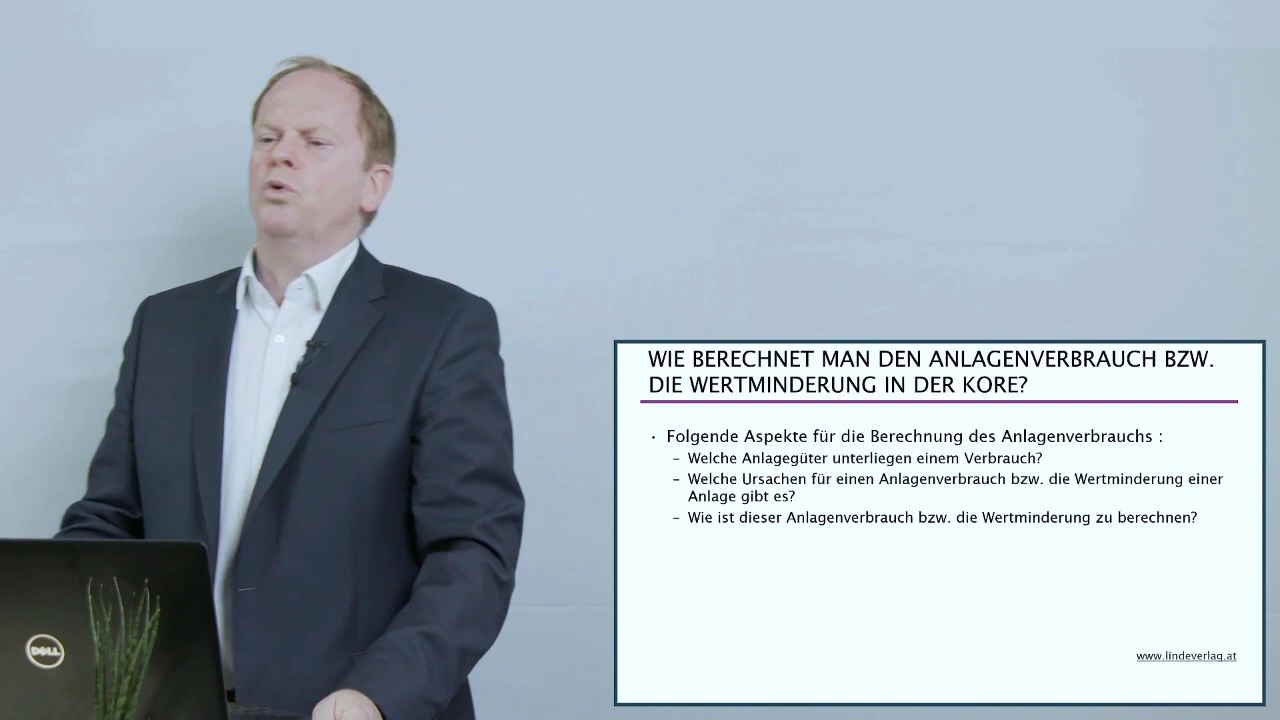 WIE BERECHNET MAN DEN ANLAGENVERBRAUCH BZW.
DIE WERTMINDERUNG IN DER KORE?
· Folgende Aspekte für die Berechnung des Anlagenverbrauchs :
– Welche Anlagegüter unterliegen einem Verbrauch?
– Welche Ursachen für einen Anlagenverbrauch bzw. die Wertminderung einer
Anlage gibt es?
– Wie ist dieser Anlagenverbrauch bzw. die Wertminderung zu berechnen?
www.lindeverlag.at
DELL